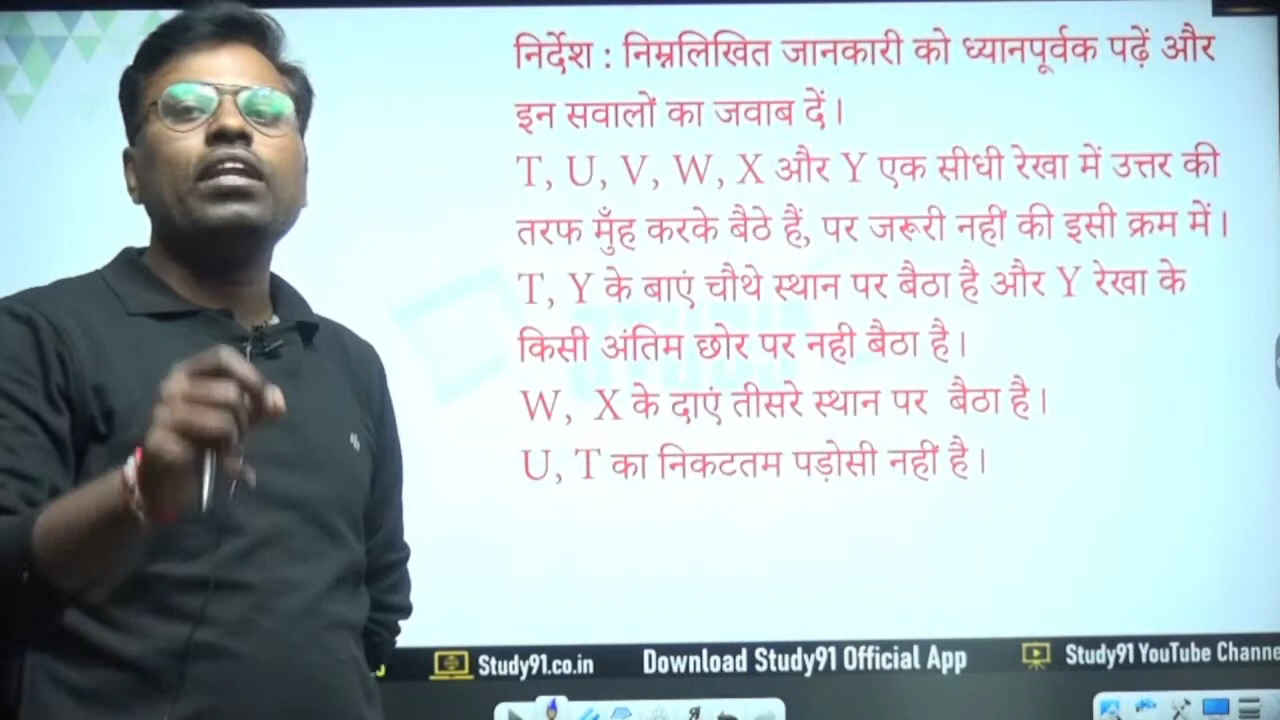 निर्देश : निम्नलिखित जानकारी को ध्यानपूर्वक पढ़ें और
इन सवालों का जवाब दें।
T, U, V, W, X और Y एक सीधी रेखा में उत्तर की
तरफ मुँह करके बैठे हैं, पर जरूरी नहीं की इसी क्रम में।
T, Y के बाएं चौथे स्थान पर बैठा है और Y रेखा के
किसी अंतिम छोर पर नही बैठा है।
W, X के दाएं तीसरे स्थान पर बैठा है।
U, T का निकटतम पड़ोसी नहीं है।
Study91.co.in Download Study91 Official App Study91 YouTube Channe